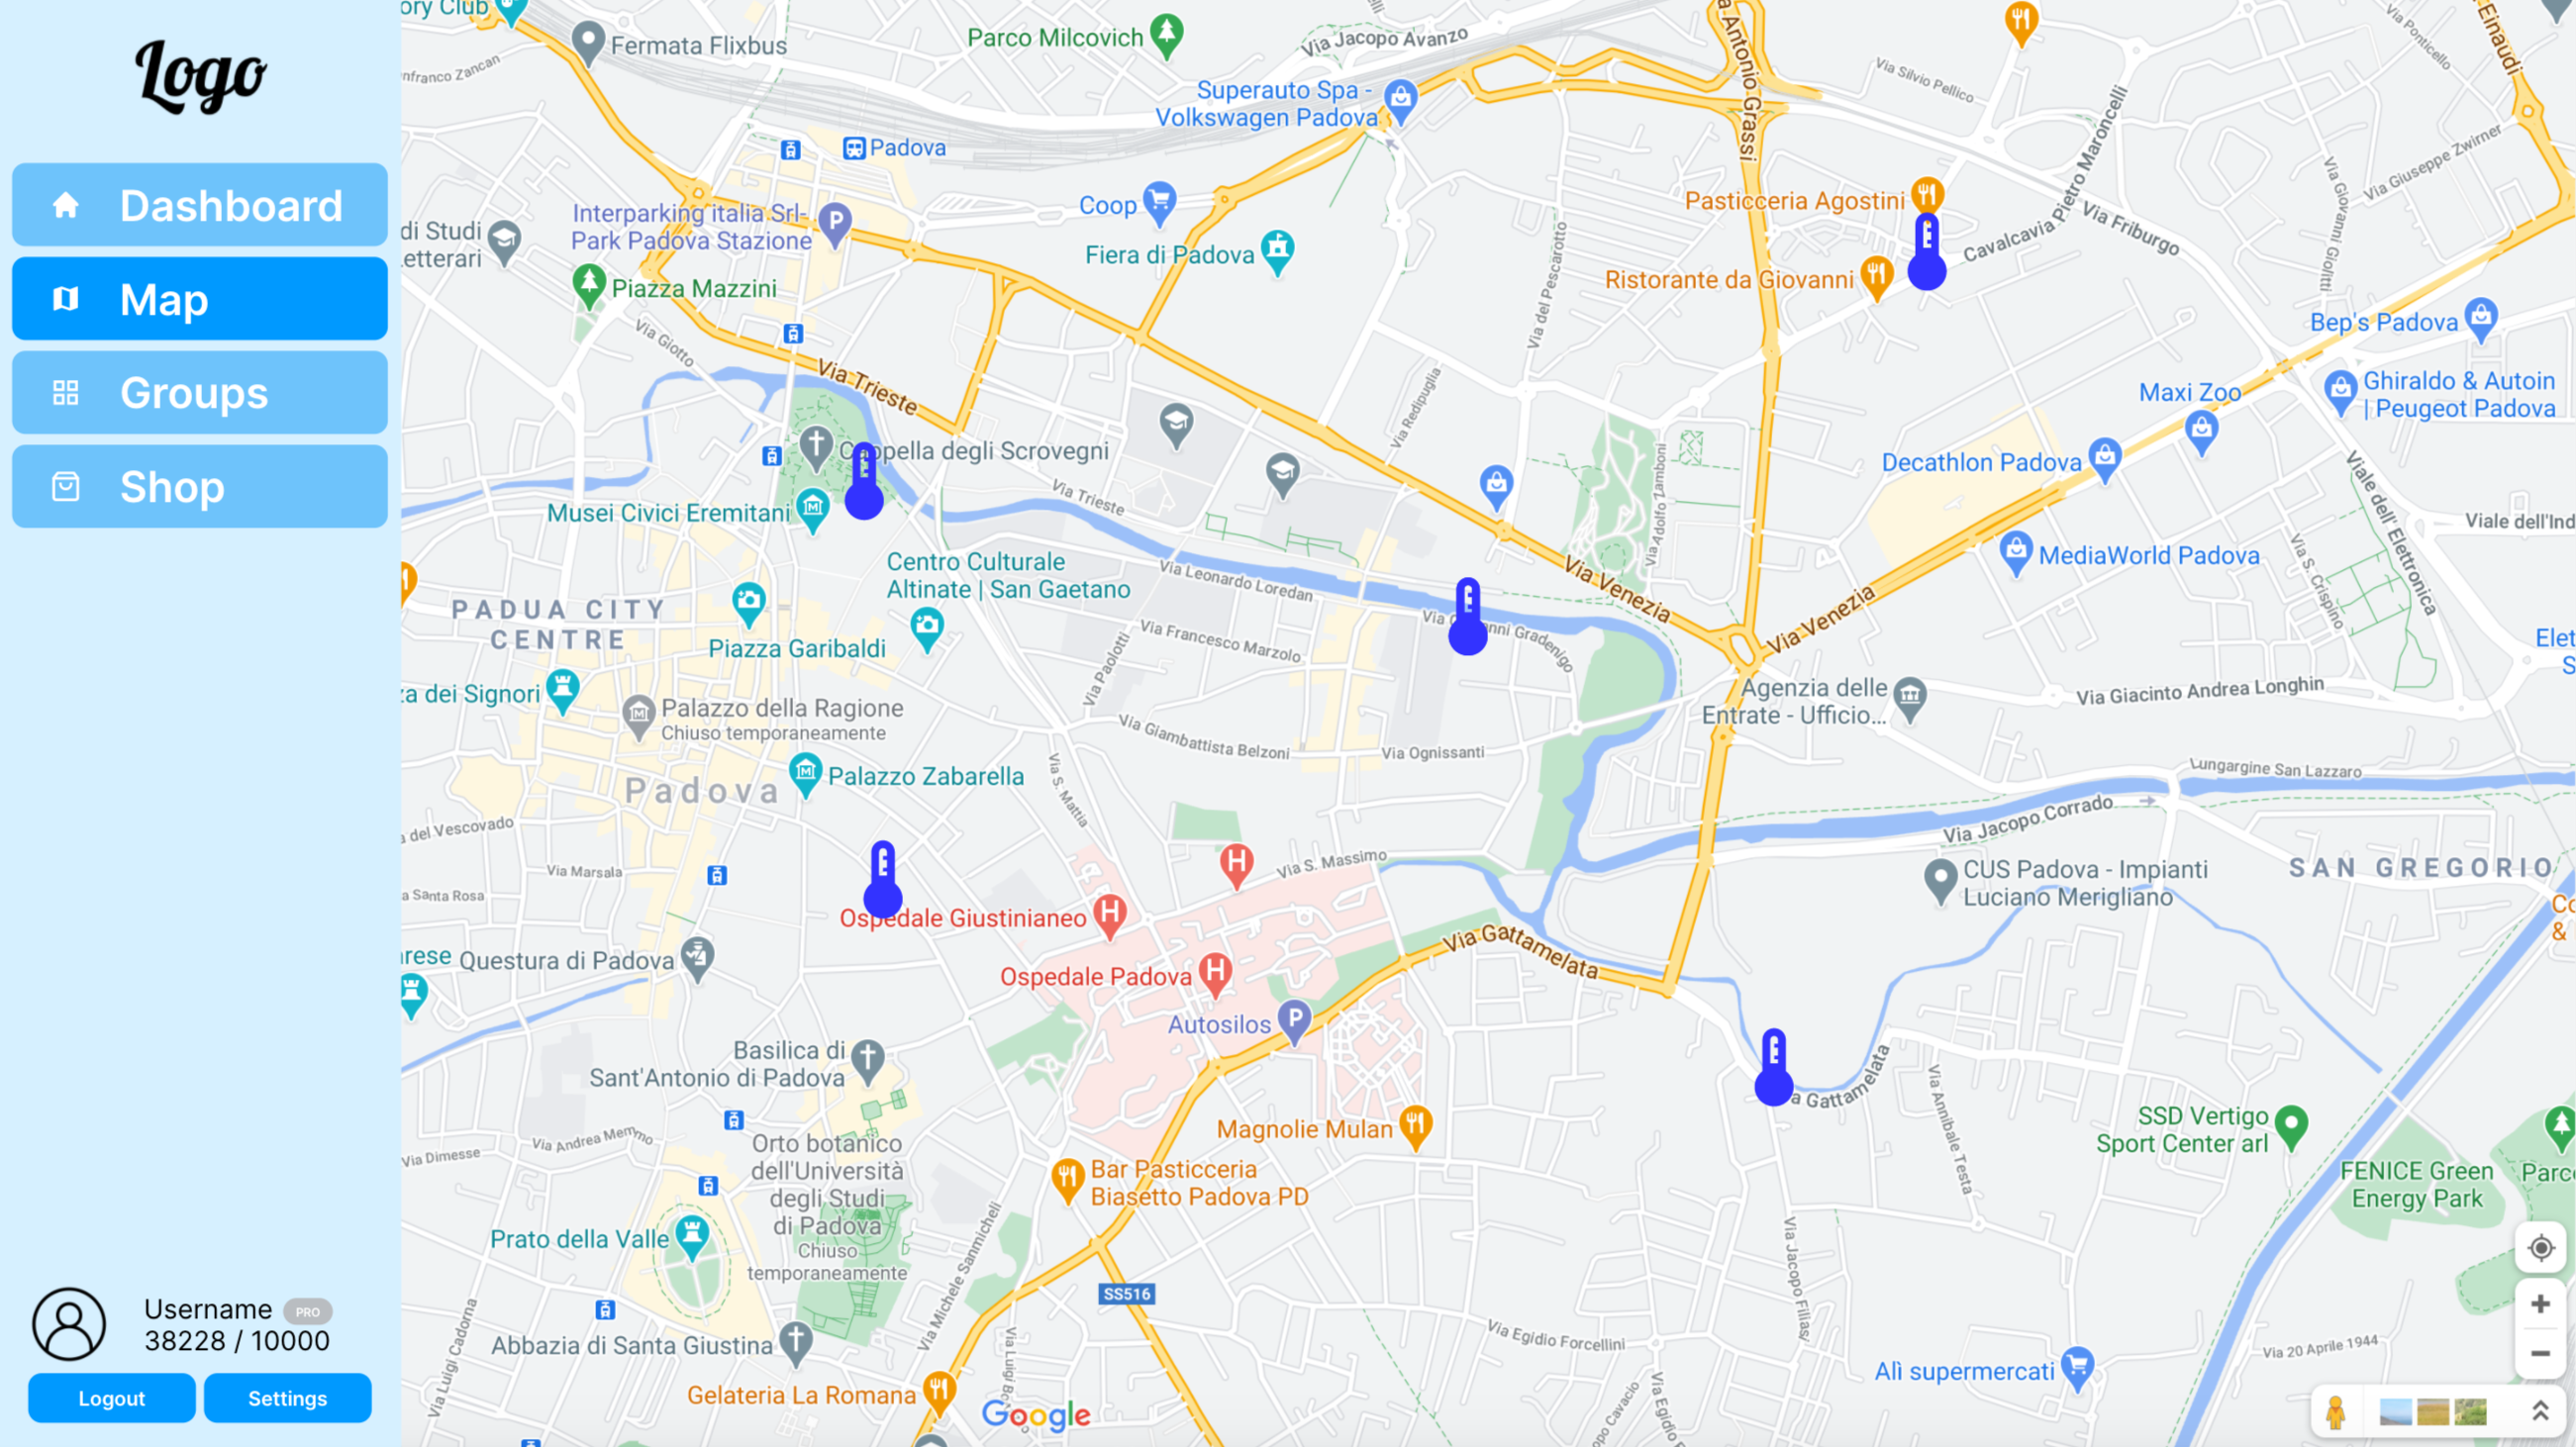 Logo
Dashboard
Map
Groups
Shop
Username PRO
38228 / 10000
Logout
Settings
ory Club
Fermata Flixbus
Parco Milcovich
Via Jacopo Avanzo
a Antonio Grassi
Einaudi
Via Ponticello
nfranco Zancan
Superauto Spa -
Volkswagen Padova
Via Silvio Pellico
Cavalcavia Pietro Maroncelli
Via Giuseppe Zwirner
Padova
Interparking italia Srl-
Park Padova Stazione
Coop
Fiera di Padova
Pasticceria Agostini
Ristorante da Giovanni
Via Friburgo
Via Giovanni Giolitti
di Studi
etterari
Piazza Mazzini
Via Giotto
Via Trieste
Via del Pescarotto
Via Redipuglia
Bep's Padova
Ghiraldo & Autoin
| Peugeot Padova
Maxi Zoo
Decathlon Padova
Cappella degli Scrovegni
Via Trieste
Via Adolfo Zamboni
Viale dell'Elettronica
Viale dell'Ind
Musei Civici Eremitani
Centro Culturale
Altinate | San Gaetano
Via Leonardo Loredan
Via Venezia
Via Venezia
MediaWorld Padova
Via S. Crispino
PADUA CITY
CENTRE
Piazza Garibaldi
Via Francesco Marzolo
Via Paolotti
Via G nni Gradenigo
Elet
S
za dei Signori
Palazzo della Ragione
Chiuso temporaneamente
Via Giambattista Belzoni
Via Ognissanti
Agenzia delle
Entrate - Ufficio...
Via Giacinto Andrea Longhin
Padova
Palazzo Zabarella
Via S. Mattia
Lungargine San Lazzaro
Via Jacopo Corrado
a del Vescovado
Via Marsala
a Santa Rosa
Via S. Massimo
CUS Padova - Impianti
Luciano Merigliano
SAN GREGORIO
Co
&
Ospedale Giustinianeo
Via Gattamelata
rese
Questura di Padova
Ospedale Padova
Autosilos
Basilica di
Sant'Antonio di Padova
a Gattamelata
Via Annibale Testa
Via Andrea Memmo
Via Dimesse
Orto botanico
dell'Università
degli Studi
di Padova
Chiuso
temporaneamente
Magnolie Mulan
Bar Pasticceria
Biasetto Padova PD
SSD Vertigo
Sport Center arl
FENICE Green
Energy Park
Parc
Prato della Valle
Via Michele Sanmicheli
SS516
Via Jacopo Filiasi
Via Luigi Cadorna
Abbazia di Santa Giustina
Via Egidio Forcellini
Via 20 Aprile 1944
Gelateria La Romana
Google
Via Luigi
opo Cavacio
Via Egidio F
Alì supermercati